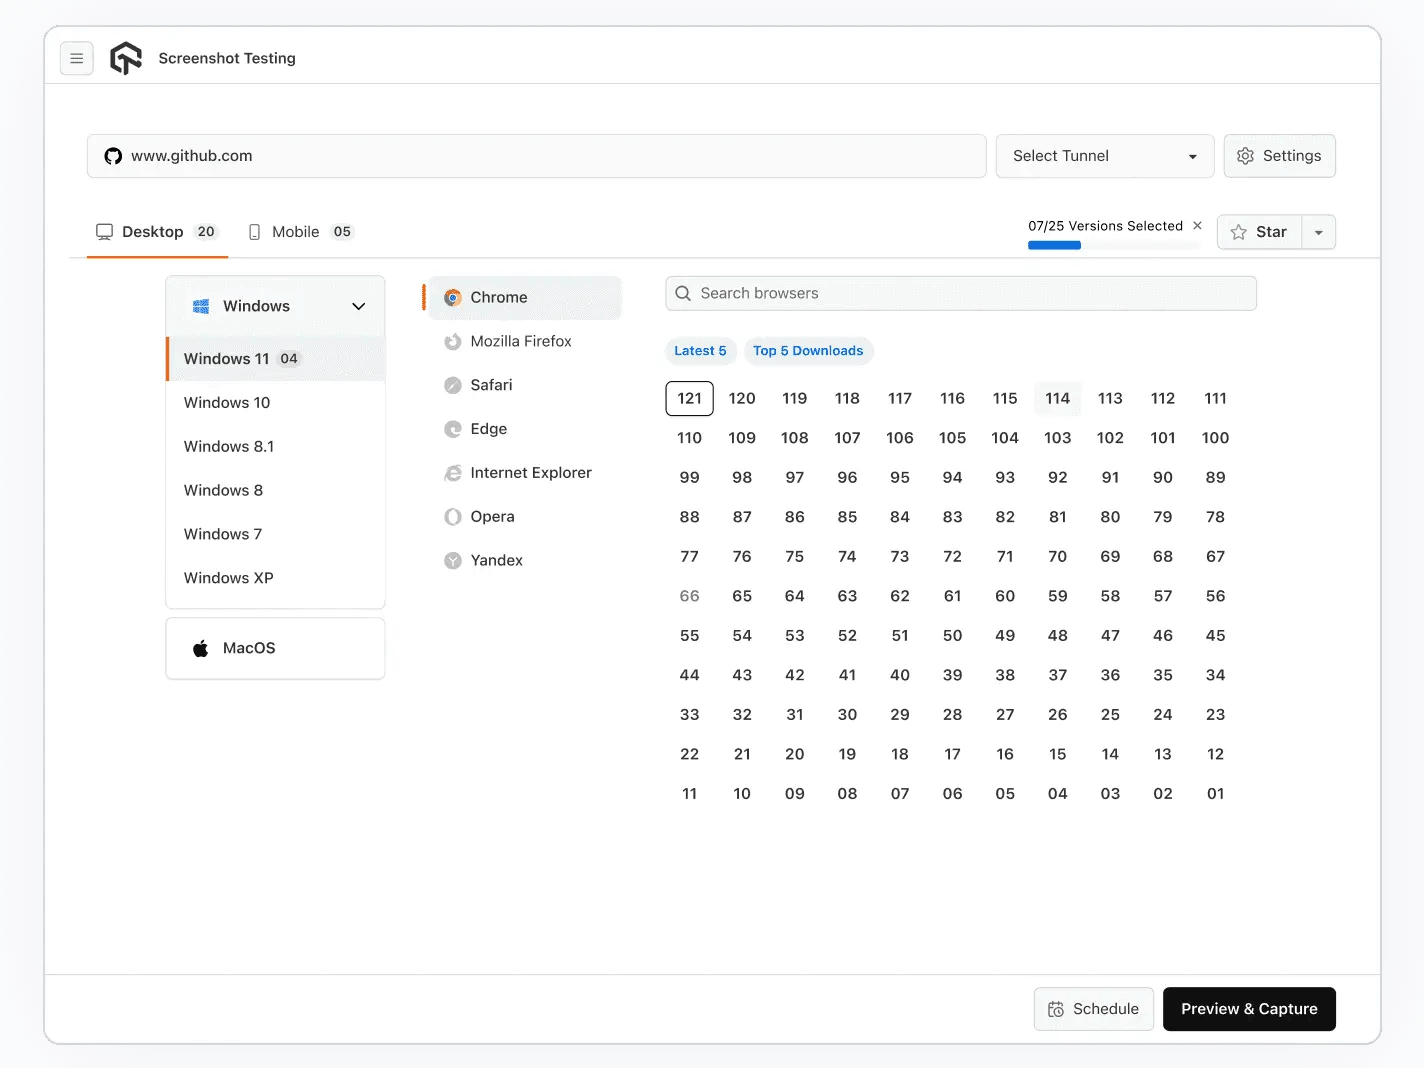 Screenshot Testing
www.github.com
Select Tunnel
Settings
Desktop 20
Mobile 05
07/25 Versions Selected
Star
Windows
Windows 11 04
Windows 10
Windows 8.1
Windows 8
Windows 7
Windows XP
MacOS
Chrome
Mozilla Firefox
Safari
Edge
Internet Explorer
Opera
Yandex
Search browsers
Latest 5
Top 5 Downloads
121 120 119 118 117 116 115 114 113 112 111
110 109 108 107 106 105 104 103 102 101 100
99 98 97 96 95 94 93 92 91 90 89
88 87 86 85 84 83 82 81 80 79 78
77 76 75 74 73 72 71 70 69 68 67
66 65 64 63 62 61 60 59 58 57 56
55 54 53 52 51 50 49 48 47 46 45
44 43 42 41 40 39 38 37 36 35 34
33 32 31 30 29 28 27 26 25 24 23
22 21 20 19 18 17 16 15 14 13 12
11 10 09 08 07 06 05 04 03 02 01
Schedule
Preview & Capture